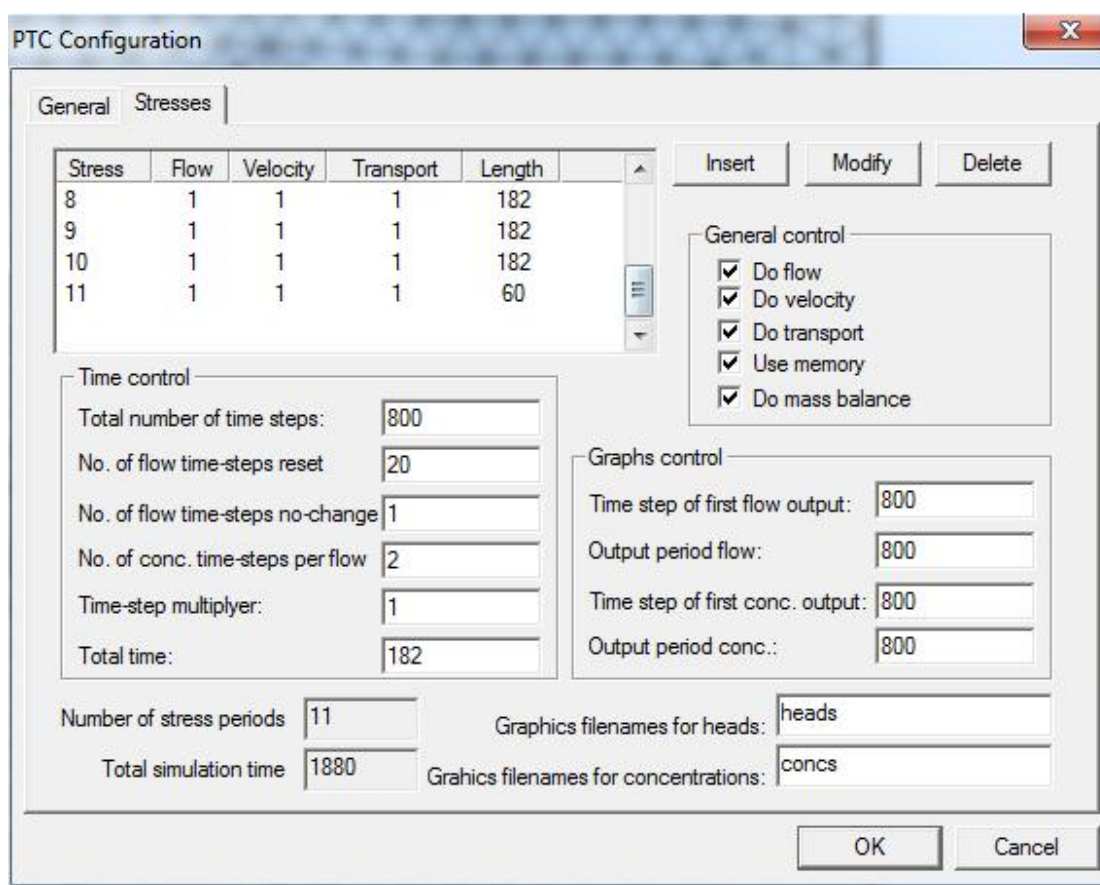 PTC Configuration
x
General Stresses
Stress Flow Velocity Transport Length
8 1 1 1 182
9 1 1 1 182
10 1 1 1 182
11 1 1 1 60
Insert Modify Delete
General control
Do flow
Do velocity
Do transport
Use memory
Do mass balance
Time control
Total number of time steps: 800
No. of flow time-steps reset 20
No. of flow time-steps no-change 1
No. of conc. time-steps per flow 2
Time-step multiplyer: 1
Total time: 182
Graphs control
Time step of first flow output: 800
Output period flow: 800
Time step of first conc. output: 800
Output period conc.: 800
Number of stress periods 11
Total simulation time 1880
Graphics filenames for heads: heads
Grahics filenames for concentrations: concs
OK Cancel